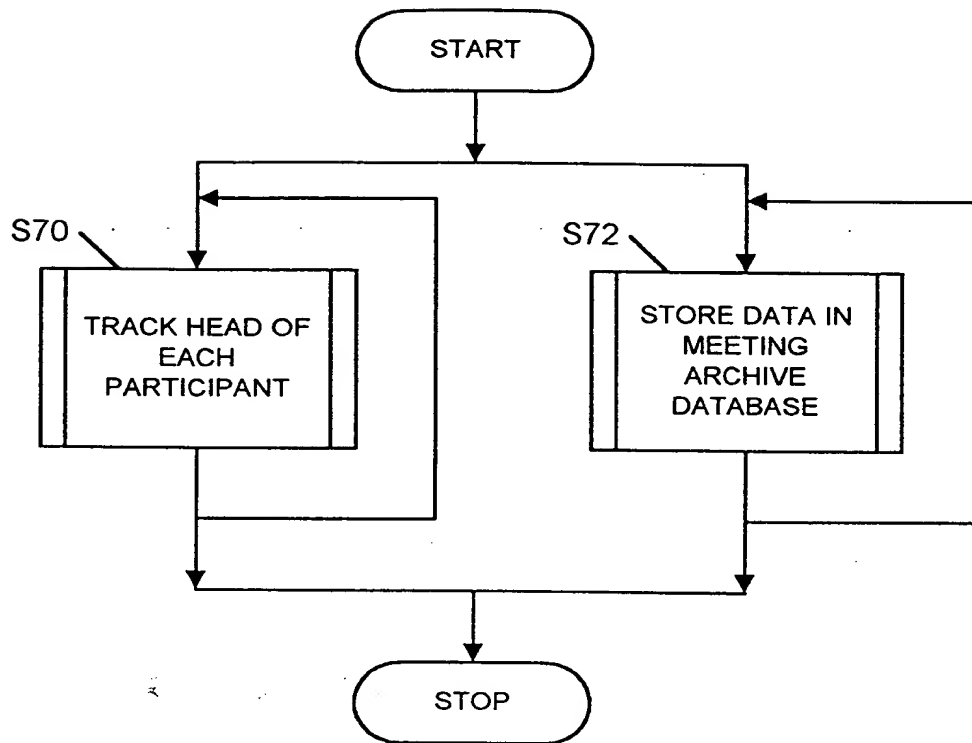 START
S70
TRACK HEAD OF
EACH
PARTICIPANT
S72
STORE DATA IN
MEETING
ARCHIVE
DATABASE
STOP